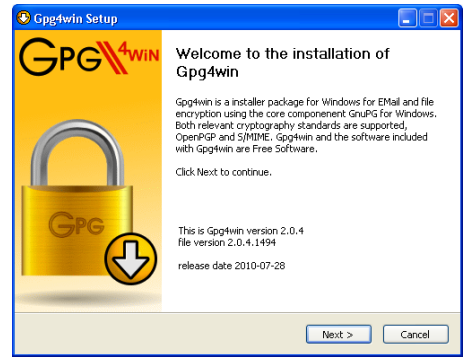 Gpg4win Setup
GPG4WIN
Welcome to the installation of
Gpg4win
Gpg4win is a installer package for Windows for EMail and file
encryption using the core componenent GnuPG for Windows.
Both relevant cryptography standards are supported,
OpenPGP and S/MIME. Gpg4win and the software included
with Gpg4win are Free Software.
Click Next to continue.
GPG
This is Gpg4win version 2.0.4
file version 2.0.4.1494
release date 2010-07-28
Next >
Cancel